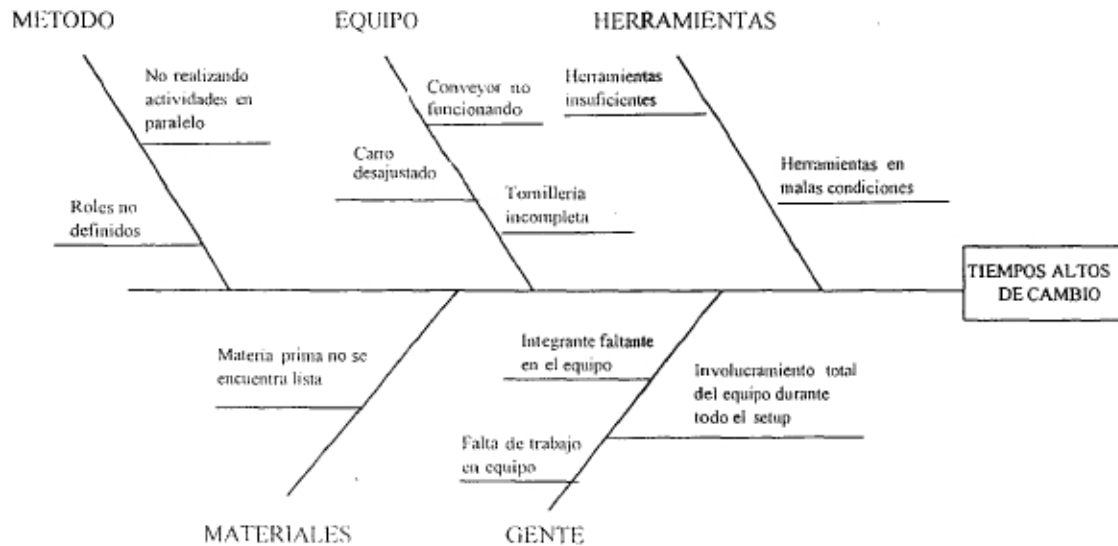 METODO
EQUIPO
HERRAMIENTAS
No realizando
actividades en
paralelo
Roles no
definidos
Conveyor no
funcionando
Carro
desajustado
Tornillería
incompleta
Herramientas
insuficientes
Herramientas en
malas condiciones
TIEMPOS ALTOS
DE CAMBIO
Materia prima no se
encuentra lista
Integrante faltante
en el equipo
Involucramiento total
del equipo durante
todo el setup
Falta de trabajo
en equipo
MATERIALES
GENTE